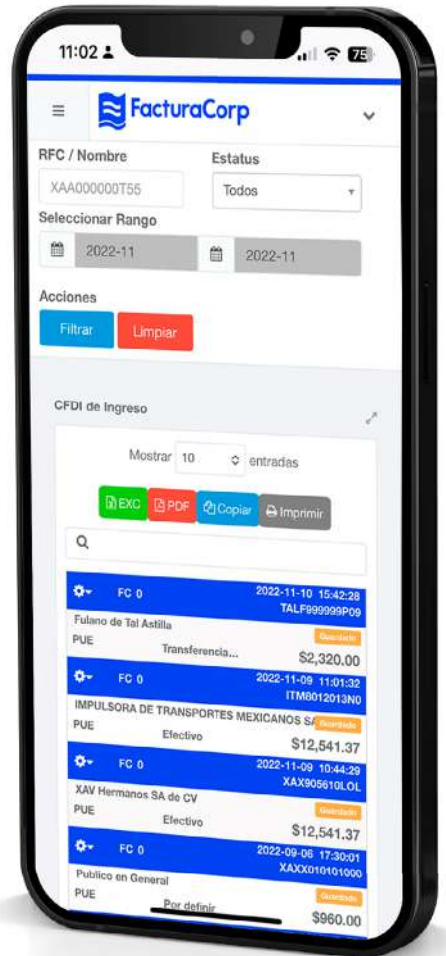 11:02
75
FacturaCorp
RFC / Nombre
Estatus
XAA000000T55
Todos
Seleccionar Rango
2022-11
2022-11
Acciones
Filtrar
Limpiar
CFDI de Ingreso
Mostrar 10 entradas
EXC
PDF
Copiar
Imprimir
FC 0
2022-11-10 15:42:28
TALF999999P09
Fulano de Tal Astilla
Guardado
PUE
Transferencia...
$2,320.00
FC 0
2022-11-09 11:01:32
ITM8012013N0
IMPULSORA DE TRANSPORTES MEXICANOS SA
Guardado
PUE
Efectivo
$12,541.37
FC 0
2022-11-09 10:44:29
XAX905610LOL
XAV Hermanos SA de CV
Guardado
PUE
Efectivo
$12,541.37
FC 0
2022-09-06 17:30:01
XAXX010101000
Publico en General
Guardado
PUE
Por definir
$960.00